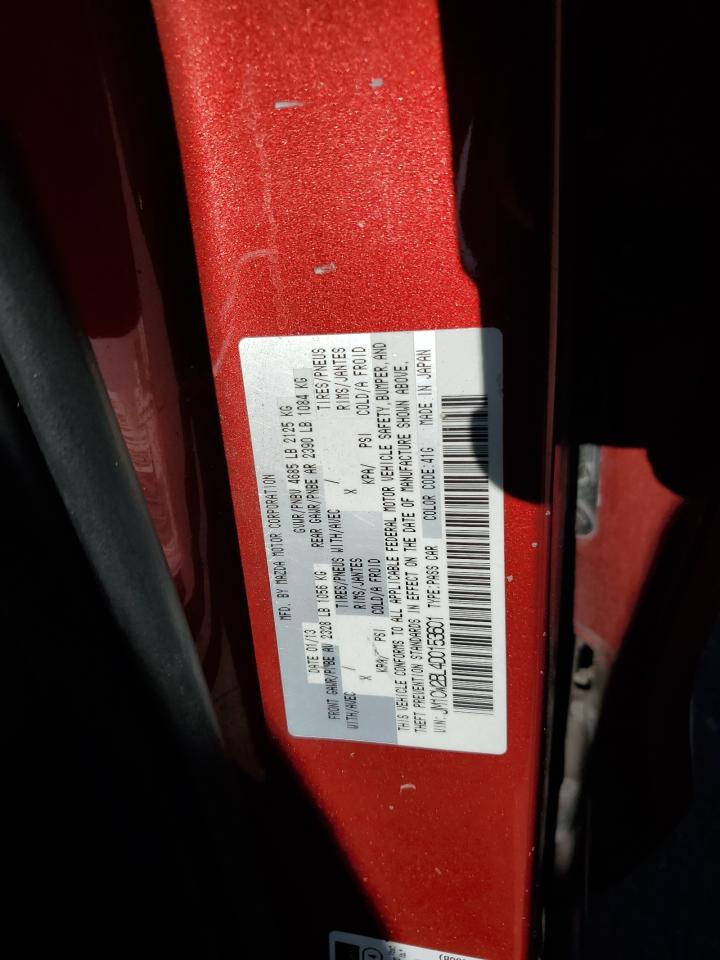 MFD. BY MAZDA MOTOR CORPORATION
DATE 01/13 GVWR/PNBV 4685 LB 2125 KG
FRONT GAWR/PNBE AV 2328 LB 1056 KG REAR GAWR/PNBE AR 2390 LB 1084 KG
WITH/AVEC / TIRES/PNEUS WITH/AVEC / TIRES/PNEUS
X RIMS/JANTES X RIMS/JANTES
KPA/ PSI COLD/A FROID KPA/ PSI COLD/A FROID
THIS VEHICLE CONFORMS TO ALL APPLICABLE FEDERAL MOTOR VEHICLE SAFETY, BUMPER, AND
THEFT PREVENTION STANDARDS IN EFFECT ON THE DATE OF MANUFACTURE SHOWN ABOVE.
VIN: JM1CW2BL4D0153601 TYPE: PASS CAR COLOR CODE: 41G MADE IN JAPAN